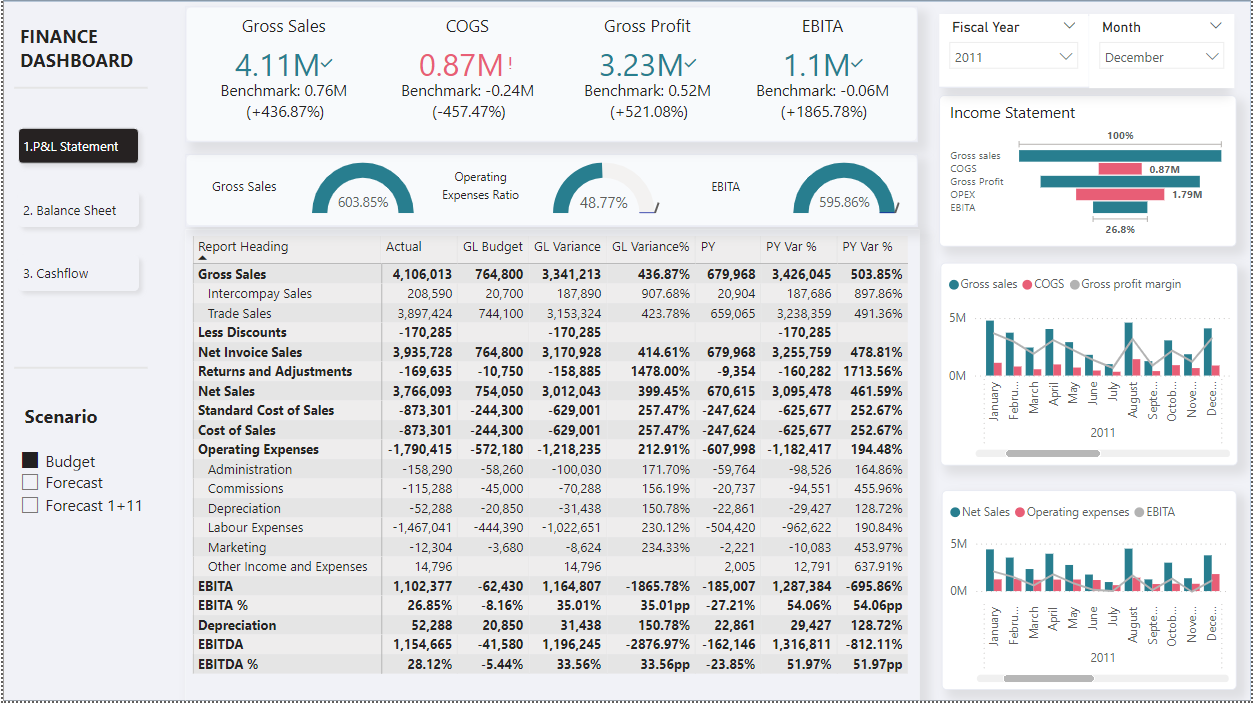 FINANCE
DASHBOARD
1.P&L Statement
2. Balance Sheet
3. Cashflow
Scenario
Budget
Forecast
Forecast 1+11
Gross Sales
4.11M
Benchmark: 0.76M
(+436.87%)
COGS
0.87M!
Benchmark: -0.24M
(-457.47%)
Gross Profit
3.23M
Benchmark: 0.52M
(+521.08%)
EBITA
1.1M
Benchmark: -0.06M
(+1865.78%)
Gross Sales
603.85%
Operating
Expenses Ratio
48.77%
EBITA
595.86%
Report Heading Actual GL Budget GL Variance GL Variance% PY PY Var % PY Var %
Gross Sales 4,106,013 764,800 3,341,213 436.87% 679,968 3,426,045 503.85%
Intercompay Sales 208,590 20,700 187,890 907.68% 20,904 187,686 897.86%
Trade Sales 3,897,424 744,100 3,153,324 423.78% 659,065 3,238,359 491.36%
Less Discounts -170,285 -170,285 -170,285
Net Invoice Sales 3,935,728 764,800 3,170,928 414.61% 679,968 3,255,759 478.81%
Returns and Adjustments -169,635 -10,750 -158,885 1478.00% -9,354 -160,282 1713.56%
Net Sales 3,766,093 754,050 3,012,043 399.45% 670,615 3,095,478 461.59%
Standard Cost of Sales -873,301 -244,300 -629,001 257.47% -247,624 -625,677 252.67%
Cost of Sales -873,301 -244,300 -629,001 257.47% -247,624 -625,677 252.67%
Operating Expenses -1,790,415 -572,180 -1,218,235 212.91% -607,998 -1,182,417 194.48%
Administration -158,290 -58,260 -100,030 171.70% -59,764 -98,526 164.86%
Commissions -115,288 -45,000 -70,288 156.19% -20,737 -94,551 455.96%
Depreciation -52,288 -20,850 -31,438 150.78% -22,861 -29,427 128.72%
Labour Expenses -1,467,041 -444,390 -1,022,651 230.12% -504,420 -962,622 190.84%
Marketing -12,304 -3,680 -8,624 234.33% -2,221 -10,083 453.97%
Other Income and Expenses 14,796 14,796 2,005 12,791 637.91%
EBITA 1,102,377 -62,430 1,164,807 -1865.78% -185,007 1,287,384 -695.86%
EBITA % 26.85% -8.16% 35.01% 35.01pp -27.21% 54.06% 54.06pp
Depreciation 52,288 20,850 31,438 150.78% 22,861 29,427 128.72%
EBITDA 1,154,665 -41,580 1,196,245 -2876.97% -162,146 1,316,811 -812.11%
EBITDA % 28.12% -5.44% 33.56% 33.56pp -23.85% 51.97% 51.97pp
Fiscal Year
2011
Month
December
Income Statement
100%
Gross sales
COGS 0.87M
Gross Profit
OPEX 1.79M
EBITA
26.8%
Gross sales COGS Gross profit margin
5M
0M
January
Febru...
March
April
May
June
July
August
Septe...
Octob...
Nove...
Dece...
2011
Net Sales Operating expenses EBITA
5M
0M
January
Febru...
March
April
May
June
July
August
Septe...
Octob...
Nove...
Dece...
2011